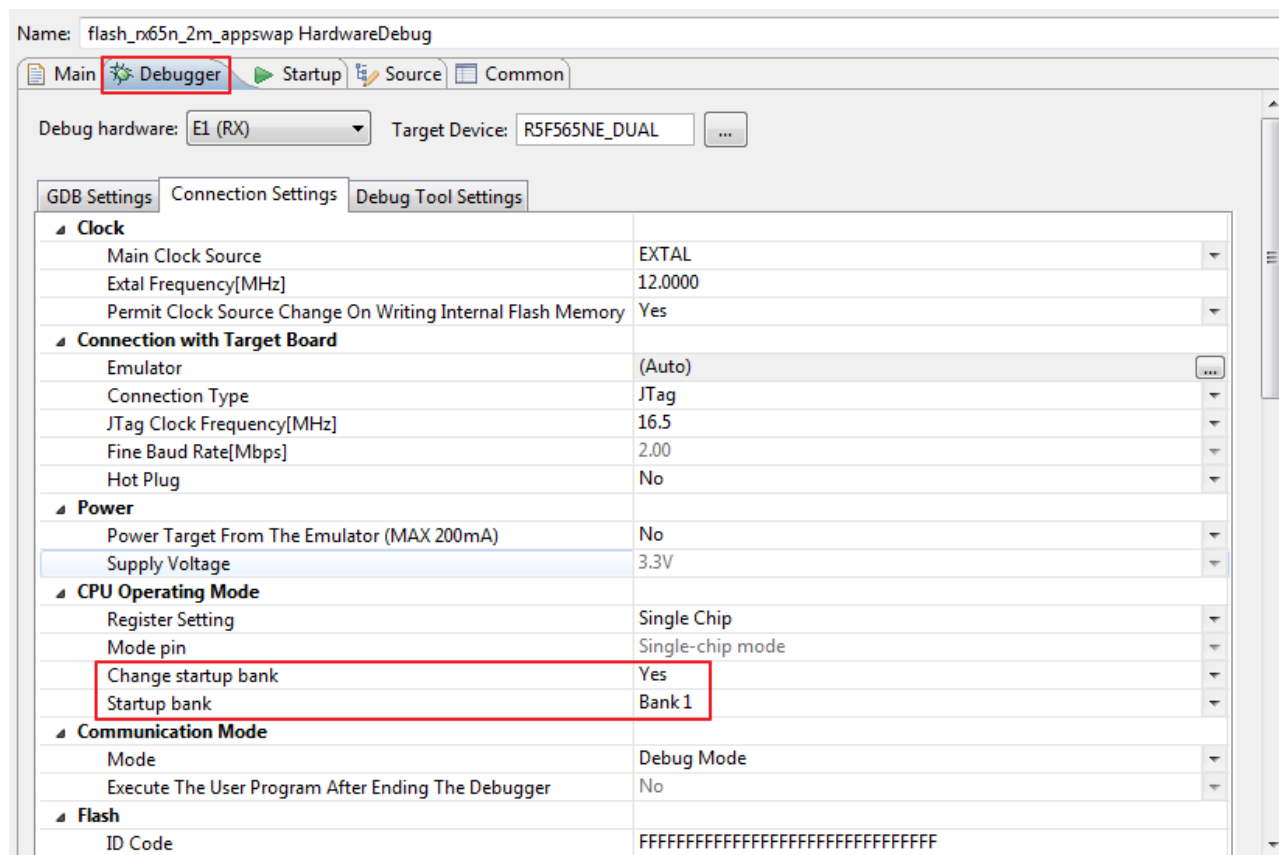 Name: flash_rx65n_2m_appswap HardwareDebug
Main Debugger Startup Source Common
Debug hardware: E1 (RX) Target Device: R5F565NE_DUAL ...
GDB Settings Connection Settings Debug Tool Settings
Clock
Main Clock Source EXTAL
Extal Frequency[MHz] 12.0000
Permit Clock Source Change On Writing Internal Flash Memory Yes
Connection with Target Board
Emulator (Auto) ...
Connection Type JTag
JTag Clock Frequency[MHz] 16.5
Fine Baud Rate[Mbps] 2.00
Hot Plug No
Power
Power Target From The Emulator (MAX 200mA) No
Supply Voltage 3.3V
CPU Operating Mode
Register Setting Single Chip
Mode pin Single-chip mode
Change startup bank Yes
Startup bank Bank 1
Communication Mode
Mode Debug Mode
Execute The User Program After Ending The Debugger No
Flash
ID Code FFFFFFFFFFFFFFFFFFFFFFFFFFFFFFFF